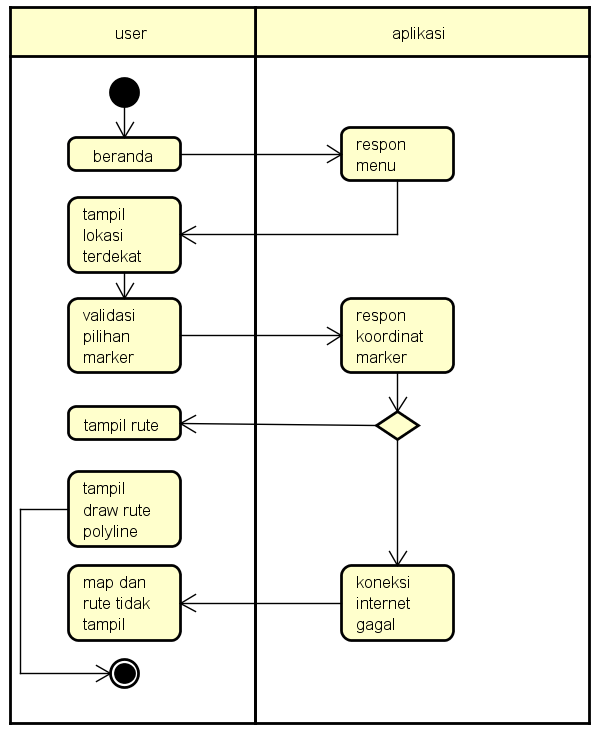 user
aplikasi
beranda
respon
menu
tampil
lokasi
terdekat
validasi
pilihan
marker
respon
koordinat
marker
tampil rute
tampil
draw rute
polyline
map dan
rute tidak
tampil
koneksi
internet
gagal